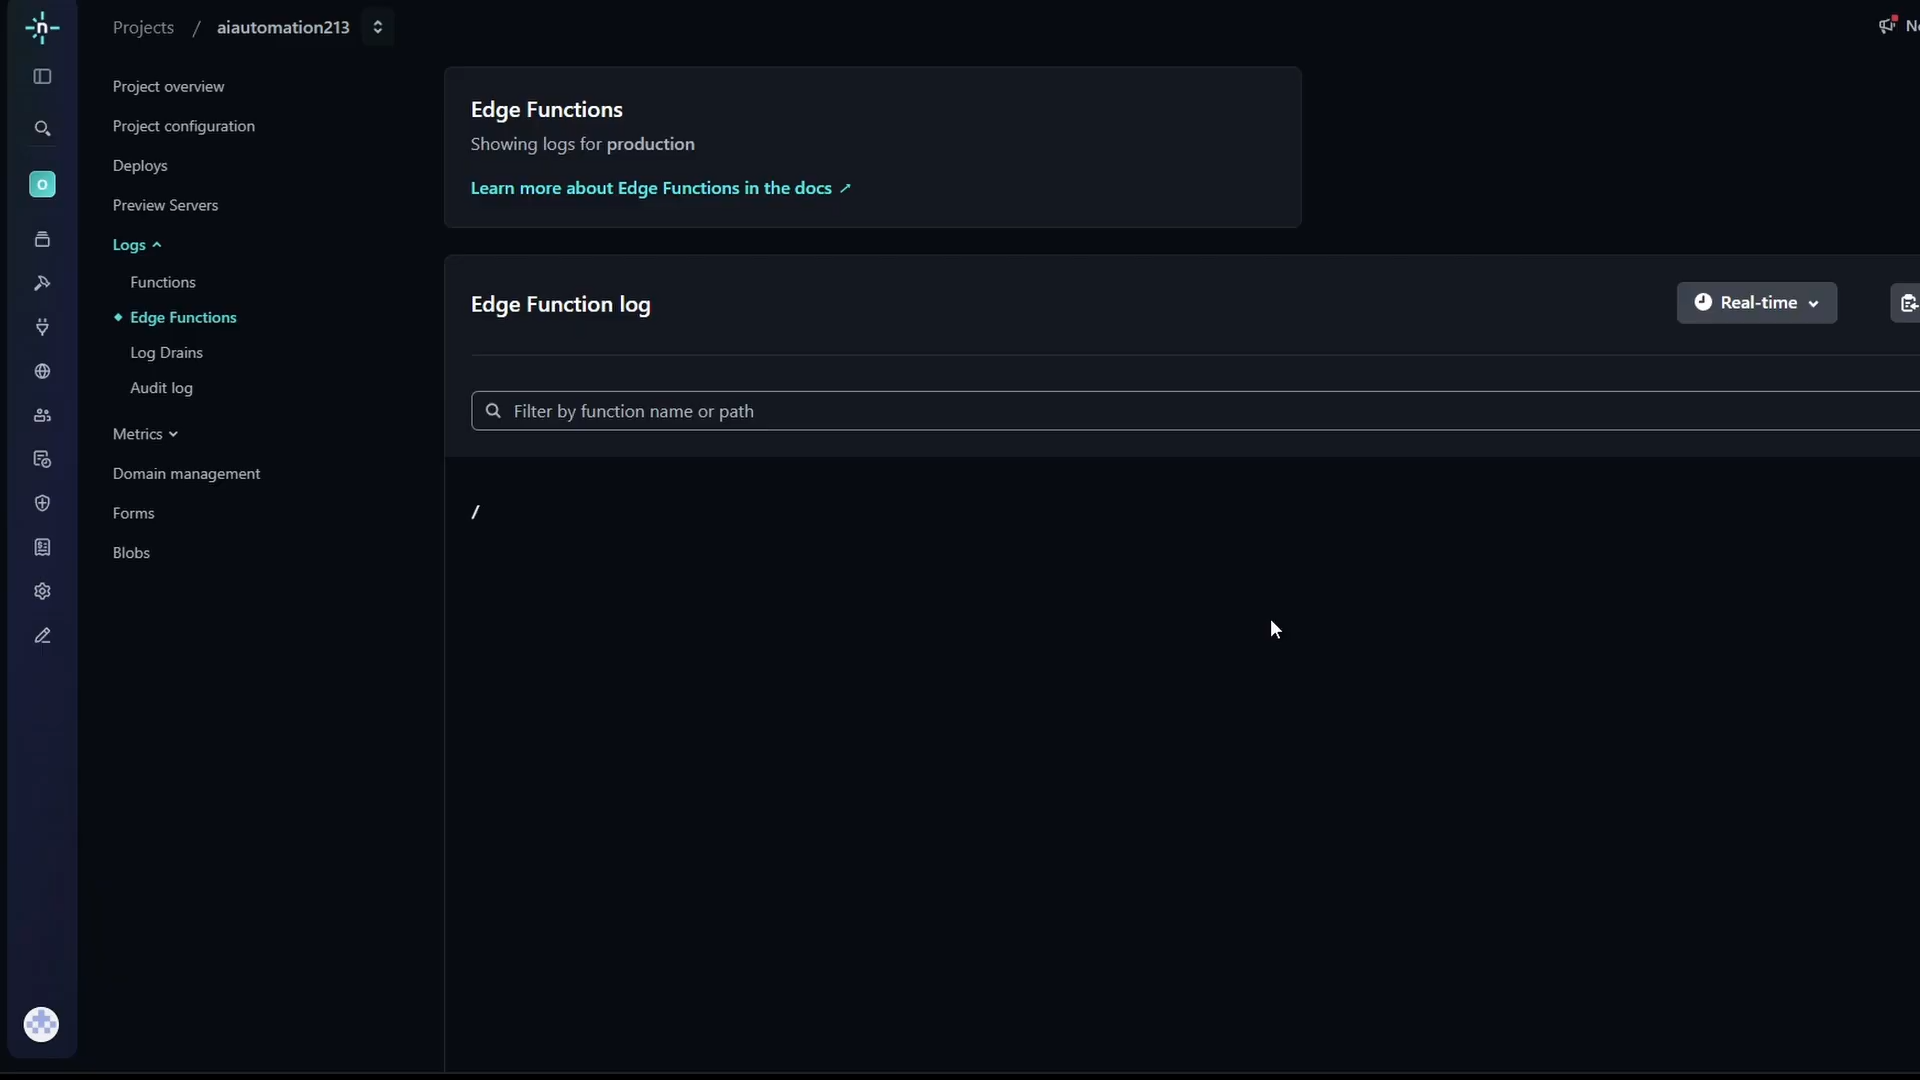 Projects / aiautomation213
Project overview
Project configuration
Deploys
Preview Servers
Logs
Functions
Edge Functions
Log Drains
Audit log
Metrics
Domain management
Forms
Blobs
O
Edge Functions
Showing logs for production
Learn more about Edge Functions in the docs ↗
Edge Function log
Real-time
Filter by function name or path
/